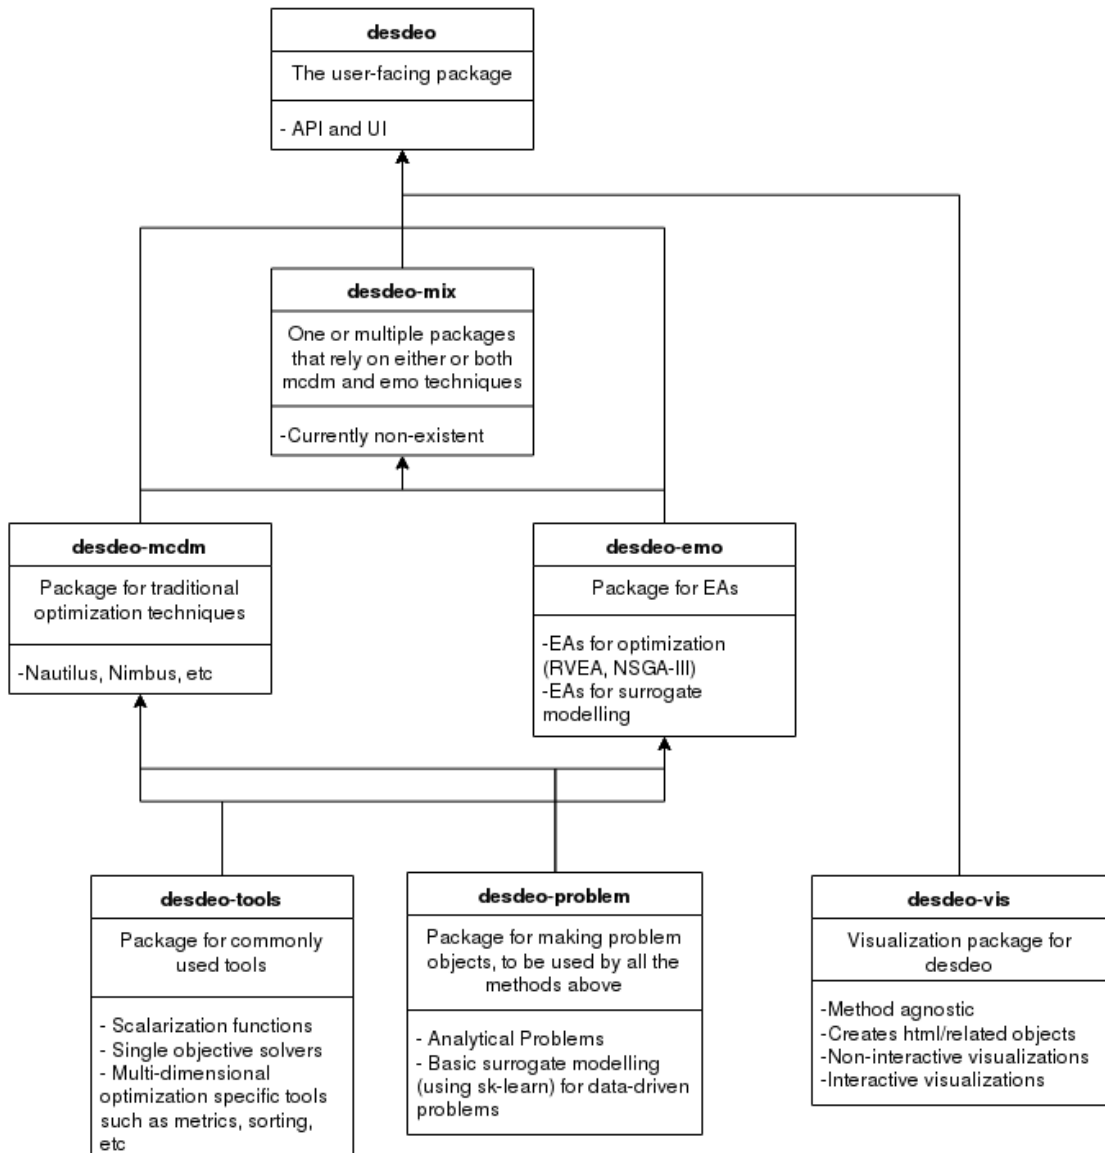 desdeo
The user-facing package
- API and UI
desdeo-mix
One or multiple packages
that rely on either or both
mcdm and emo techniques
-Currently non-existent
desdeo-mcdm
Package for traditional
optimization techniques
-Nautilus, Nimbus, etc
desdeo-emo
Package for EAs
-EAs for optimization
(RVEA, NSGA-III)
-EAs for surrogate
modelling
desdeo-tools
Package for commonly
used tools
- Scalarization functions
- Single objective solvers
- Multi-dimensional
optimization specific tools
such as metrics, sorting,
etc
desdeo-problem
Package for making problem
objects, to be used by all the
methods above
- Analytical Problems
- Basic surrogate modelling
(using sk-learn) for data-driven
problems
desdeo-vis
Visualization package for
desdeo
-Method agnostic
-Creates html/related objects
-Non-interactive visualizations
-Interactive visualizations